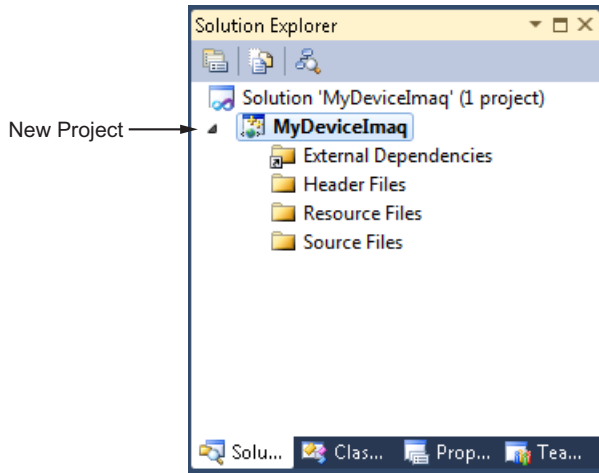 Solution Explorer
Solution 'MyDeviceImaq' (1 project)
New Project
MyDeviceImaq
External Dependencies
Header Files
Resource Files
Source Files
Solu... Clas... Prop... Tea...